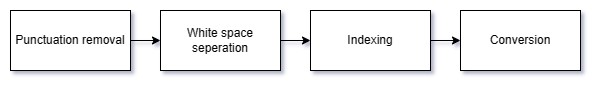 Punctuation removal
White space
seperation
Indexing
Conversion